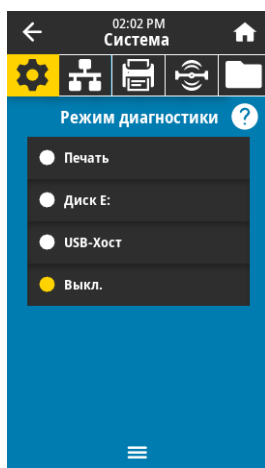 02:02 PM
Система
Режим диагностики ?
Печать
Диск E:
USB-Хост
Выкл.